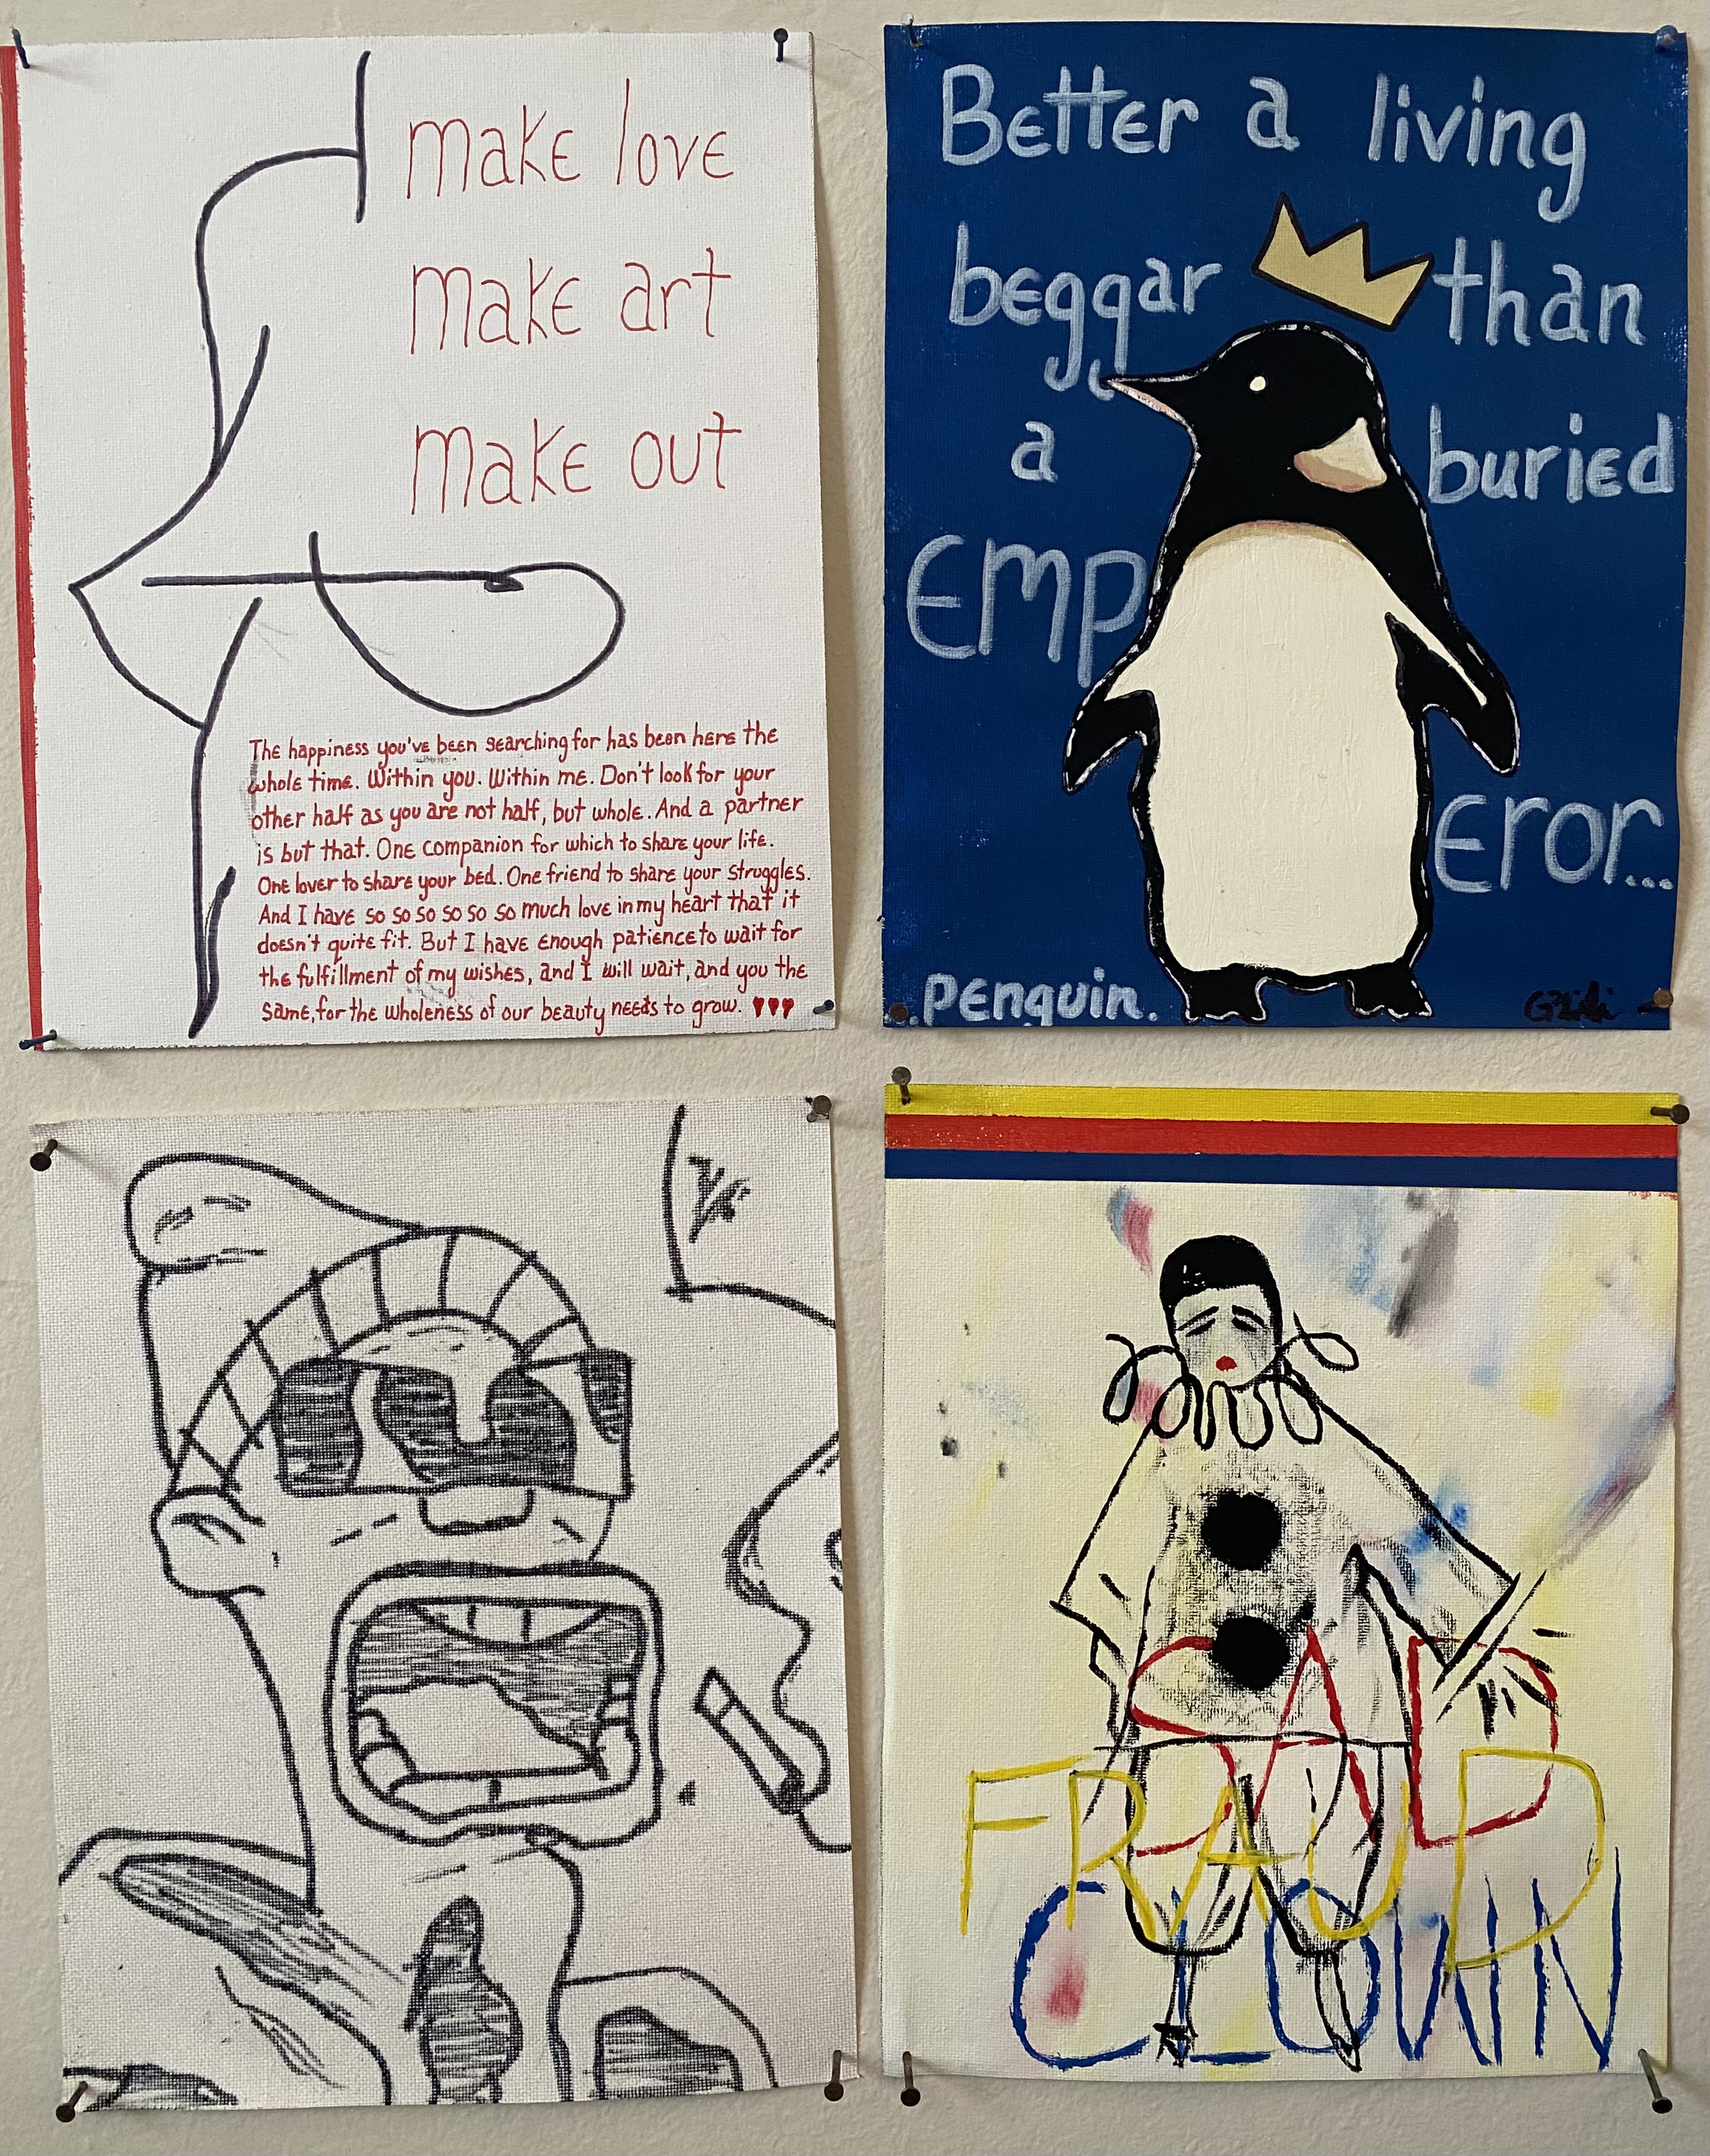 make love
make art
make out
The happiness you've been searching for has been here the
whole time. Within you. Within me. Don't look for your
other half as you are not half, but whole. And a partner
is but that. One companion for which to share your life.
One lover to share your bed. One friend to share your struggles.
And I have so so so so so so much love in my heart that it
doesn't quite fit. But I have enough patience to wait for
the fulfillment of my wishes, and I will wait, and you the
same, for the wholeness of our beauty needs to grow. ♥♥♥
Better a living
beggar than
a buried
EMP
EROR...
.PENGUIN.
SAD
FRAUD
CLOWN